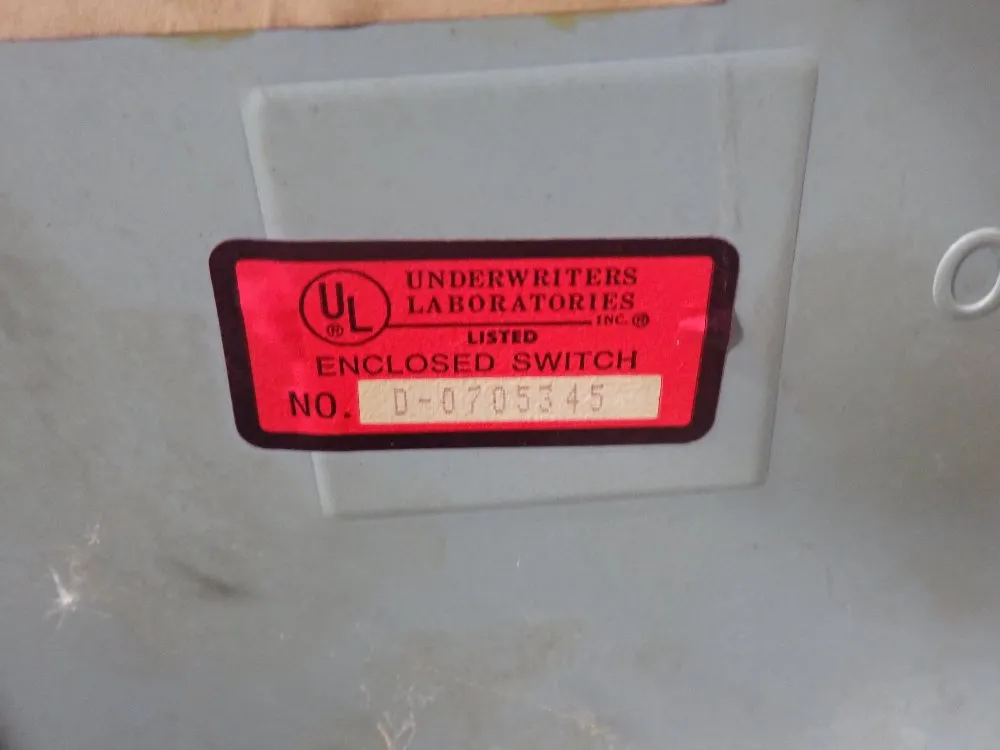 UL®
UNDERWRITERS
LABORATORIES
INC.®
LISTED
ENCLOSED SWITCH
NO. D-0705345